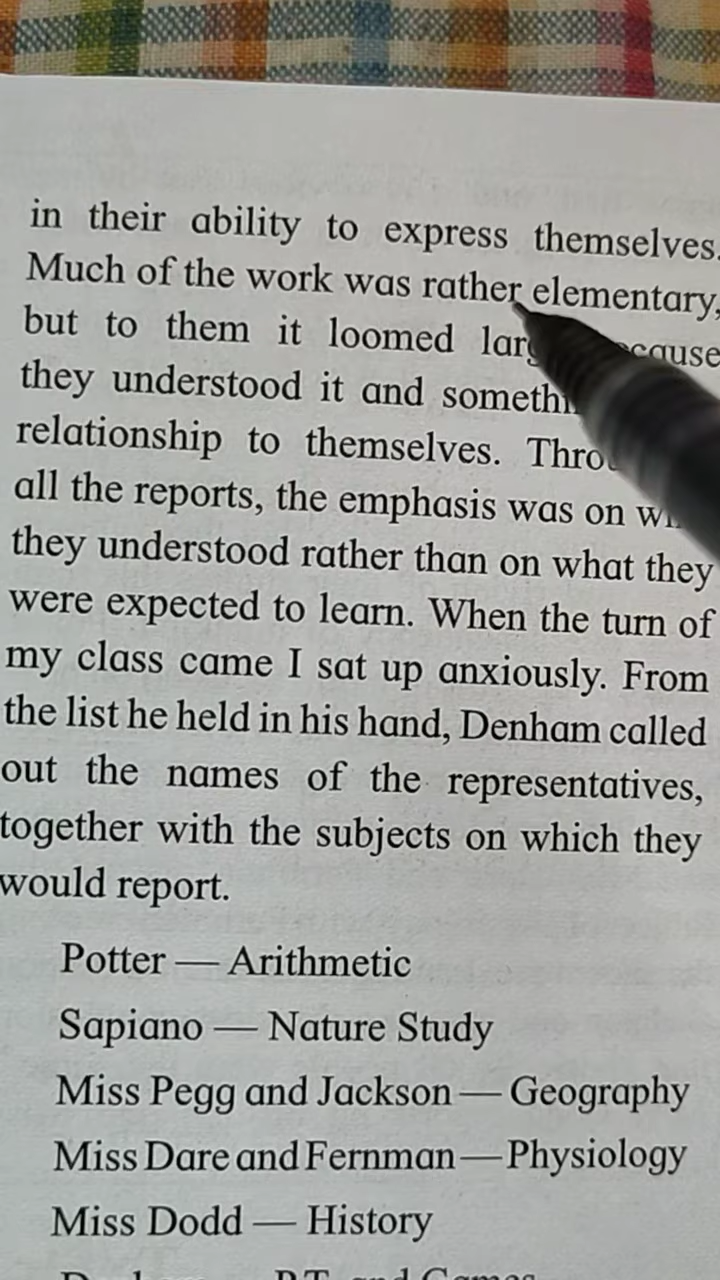 in their ability to express themselves.
Much of the work was rather elementary,
but to them it loomed
they understood it and
relationship to themselves.
all the reports, the emphasis was on
they understood rather than on what they
were expected to learn. When the turn of
my class came I sat up anxiously. From
the list he held in his hand, Denham called
out the names of the representatives,
together with the subjects on which they
would report.
Potter — Arithmetic
Sapiano — Nature Study
Miss Pegg and Jackson — Geography
Miss Dare and Fernman — Physiology
Miss Dodd — History
P.T. and Games